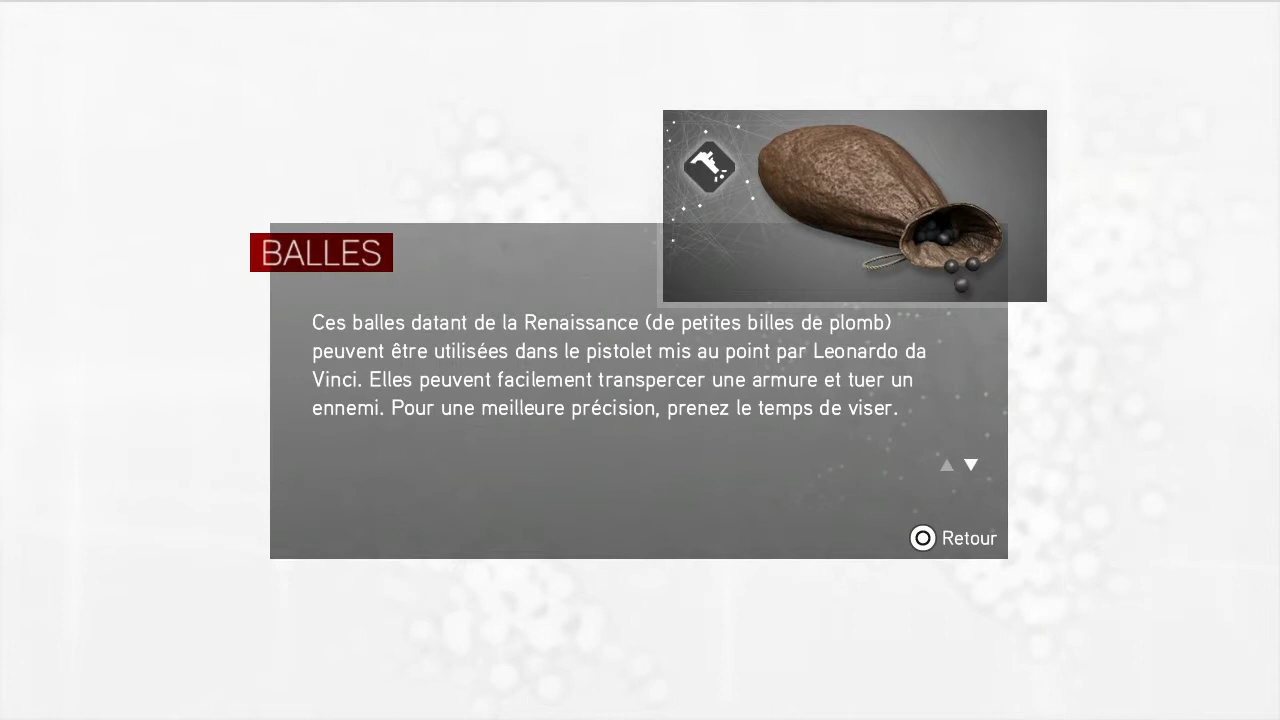 BALLES
Ces balles datant de la Renaissance (de petites billes de plomb)
peuvent être utilisées dans le pistolet mis au point par Leonardo da
Vinci. Elles peuvent facilement transpercer une armure et tuer un
ennemi. Pour une meilleure précision, prenez le temps de viser.
Retour